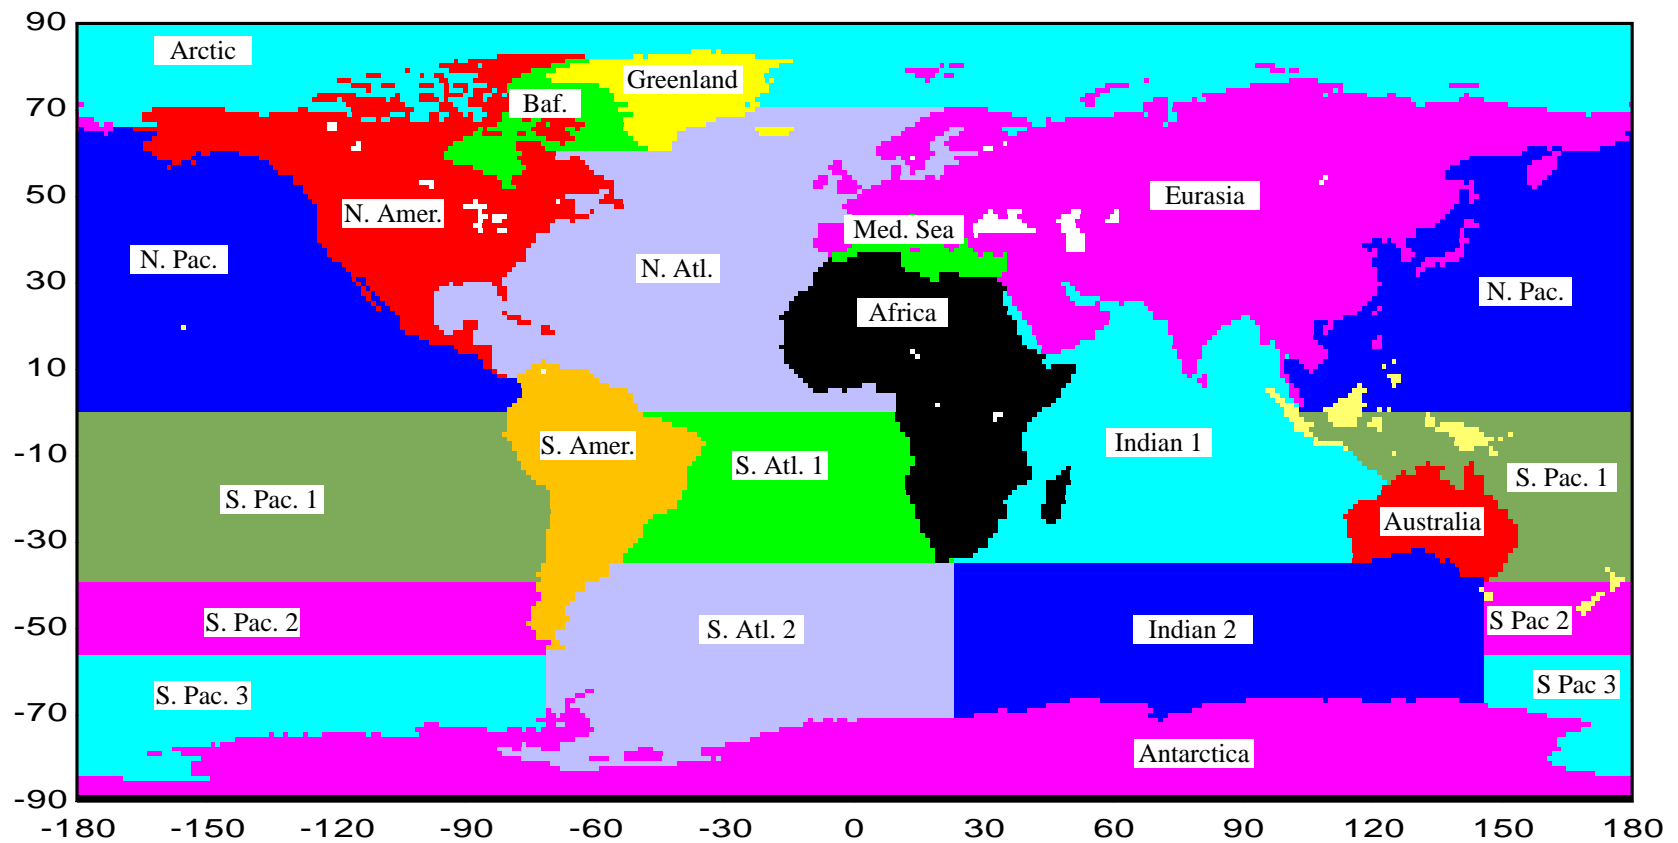 90
Arctic
Greenland
70
Baf.
50
Eurasia
N. Amer.
Med. Sea
N. Pac.
N. Atl.
30
N. Pac.
Africa
10
-10
S. Amer.
Indian 1
S. Atl. 1
S. Pac. 1
S. Pac. 1
Australia
-30
-50
S. Pac. 2
S. Atl. 2
Indian 2
S Pac 2
S. Pac. 3
S Pac 3
-70
Antarctica
-90
-180 -150 -120 -90 -60 -30 0 30 60 90 120 150 180